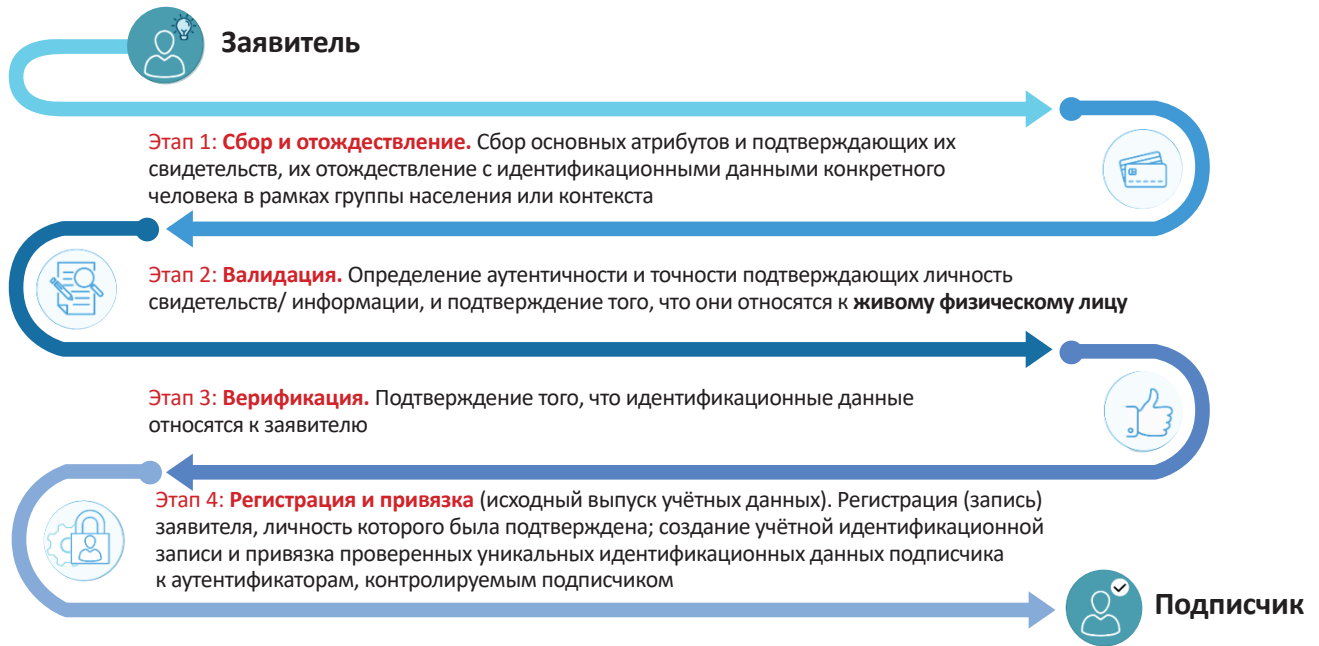 Заявитель
Этап 1: Сбор и отождествление. Сбор основных атрибутов и подтверждающих их
свидетельств, их отождествление с идентификационными данными конкретного
человека в рамках группы населения или контекста
Этап 2: Валидация. Определение аутентичности и точности подтверждающих личность
свидетельств/ информации, и подтверждение того, что они относятся к живому физическому лицу
Этап 3: Верификация. Подтверждение того, что идентификационные данные
относятся к заявителю
Этап 4: Регистрация и привязка (исходный выпуск учётных данных). Регистрация (запись)
заявителя, личность которого была подтверждена; создание учётной идентификационной
записи и привязка проверенных уникальных идентификационных данных подписчика
к аутентификаторам, контролируемым подписчиком
Подписчик